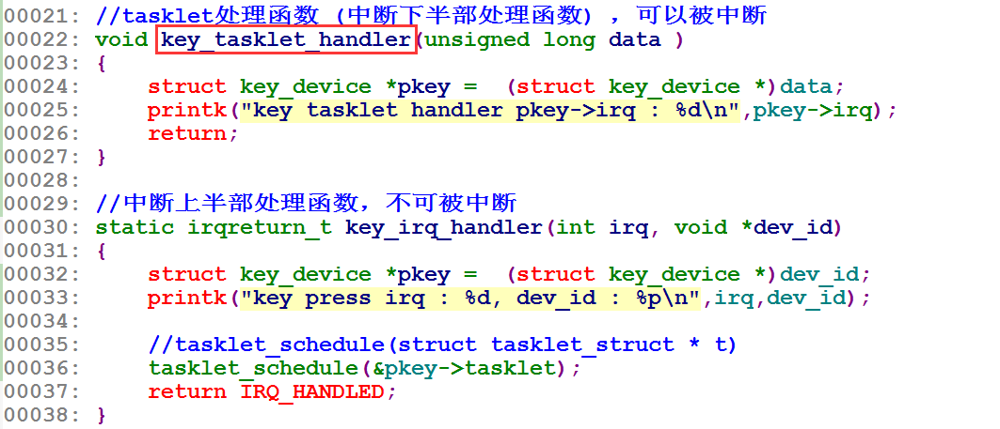 00021: //tasklet处理函数 (中断下半部处理函数) ，可以被中断
00022: void key_tasklet_handler(unsigned long data )
00023: {
00024:     struct key_device *pkey =  (struct key_device *)data;
00025:     printk("key tasklet handler pkey->irq : %d\n",pkey->irq);
00026:     return;
00027: }
00028:
00029: //中断上半部处理函数，不可被中断
00030: static irqreturn_t key_irq_handler(int irq, void *dev_id)
00031: {
00032:     struct key_device *pkey =  (struct key_device *)dev_id;
00033:     printk("key press irq : %d, dev_id : %p\n",irq,dev_id);
00034:
00035:     //tasklet_schedule(struct tasklet_struct * t)
00036:     tasklet_schedule(&pkey->tasklet);
00037:     return IRQ_HANDLED;
00038: }